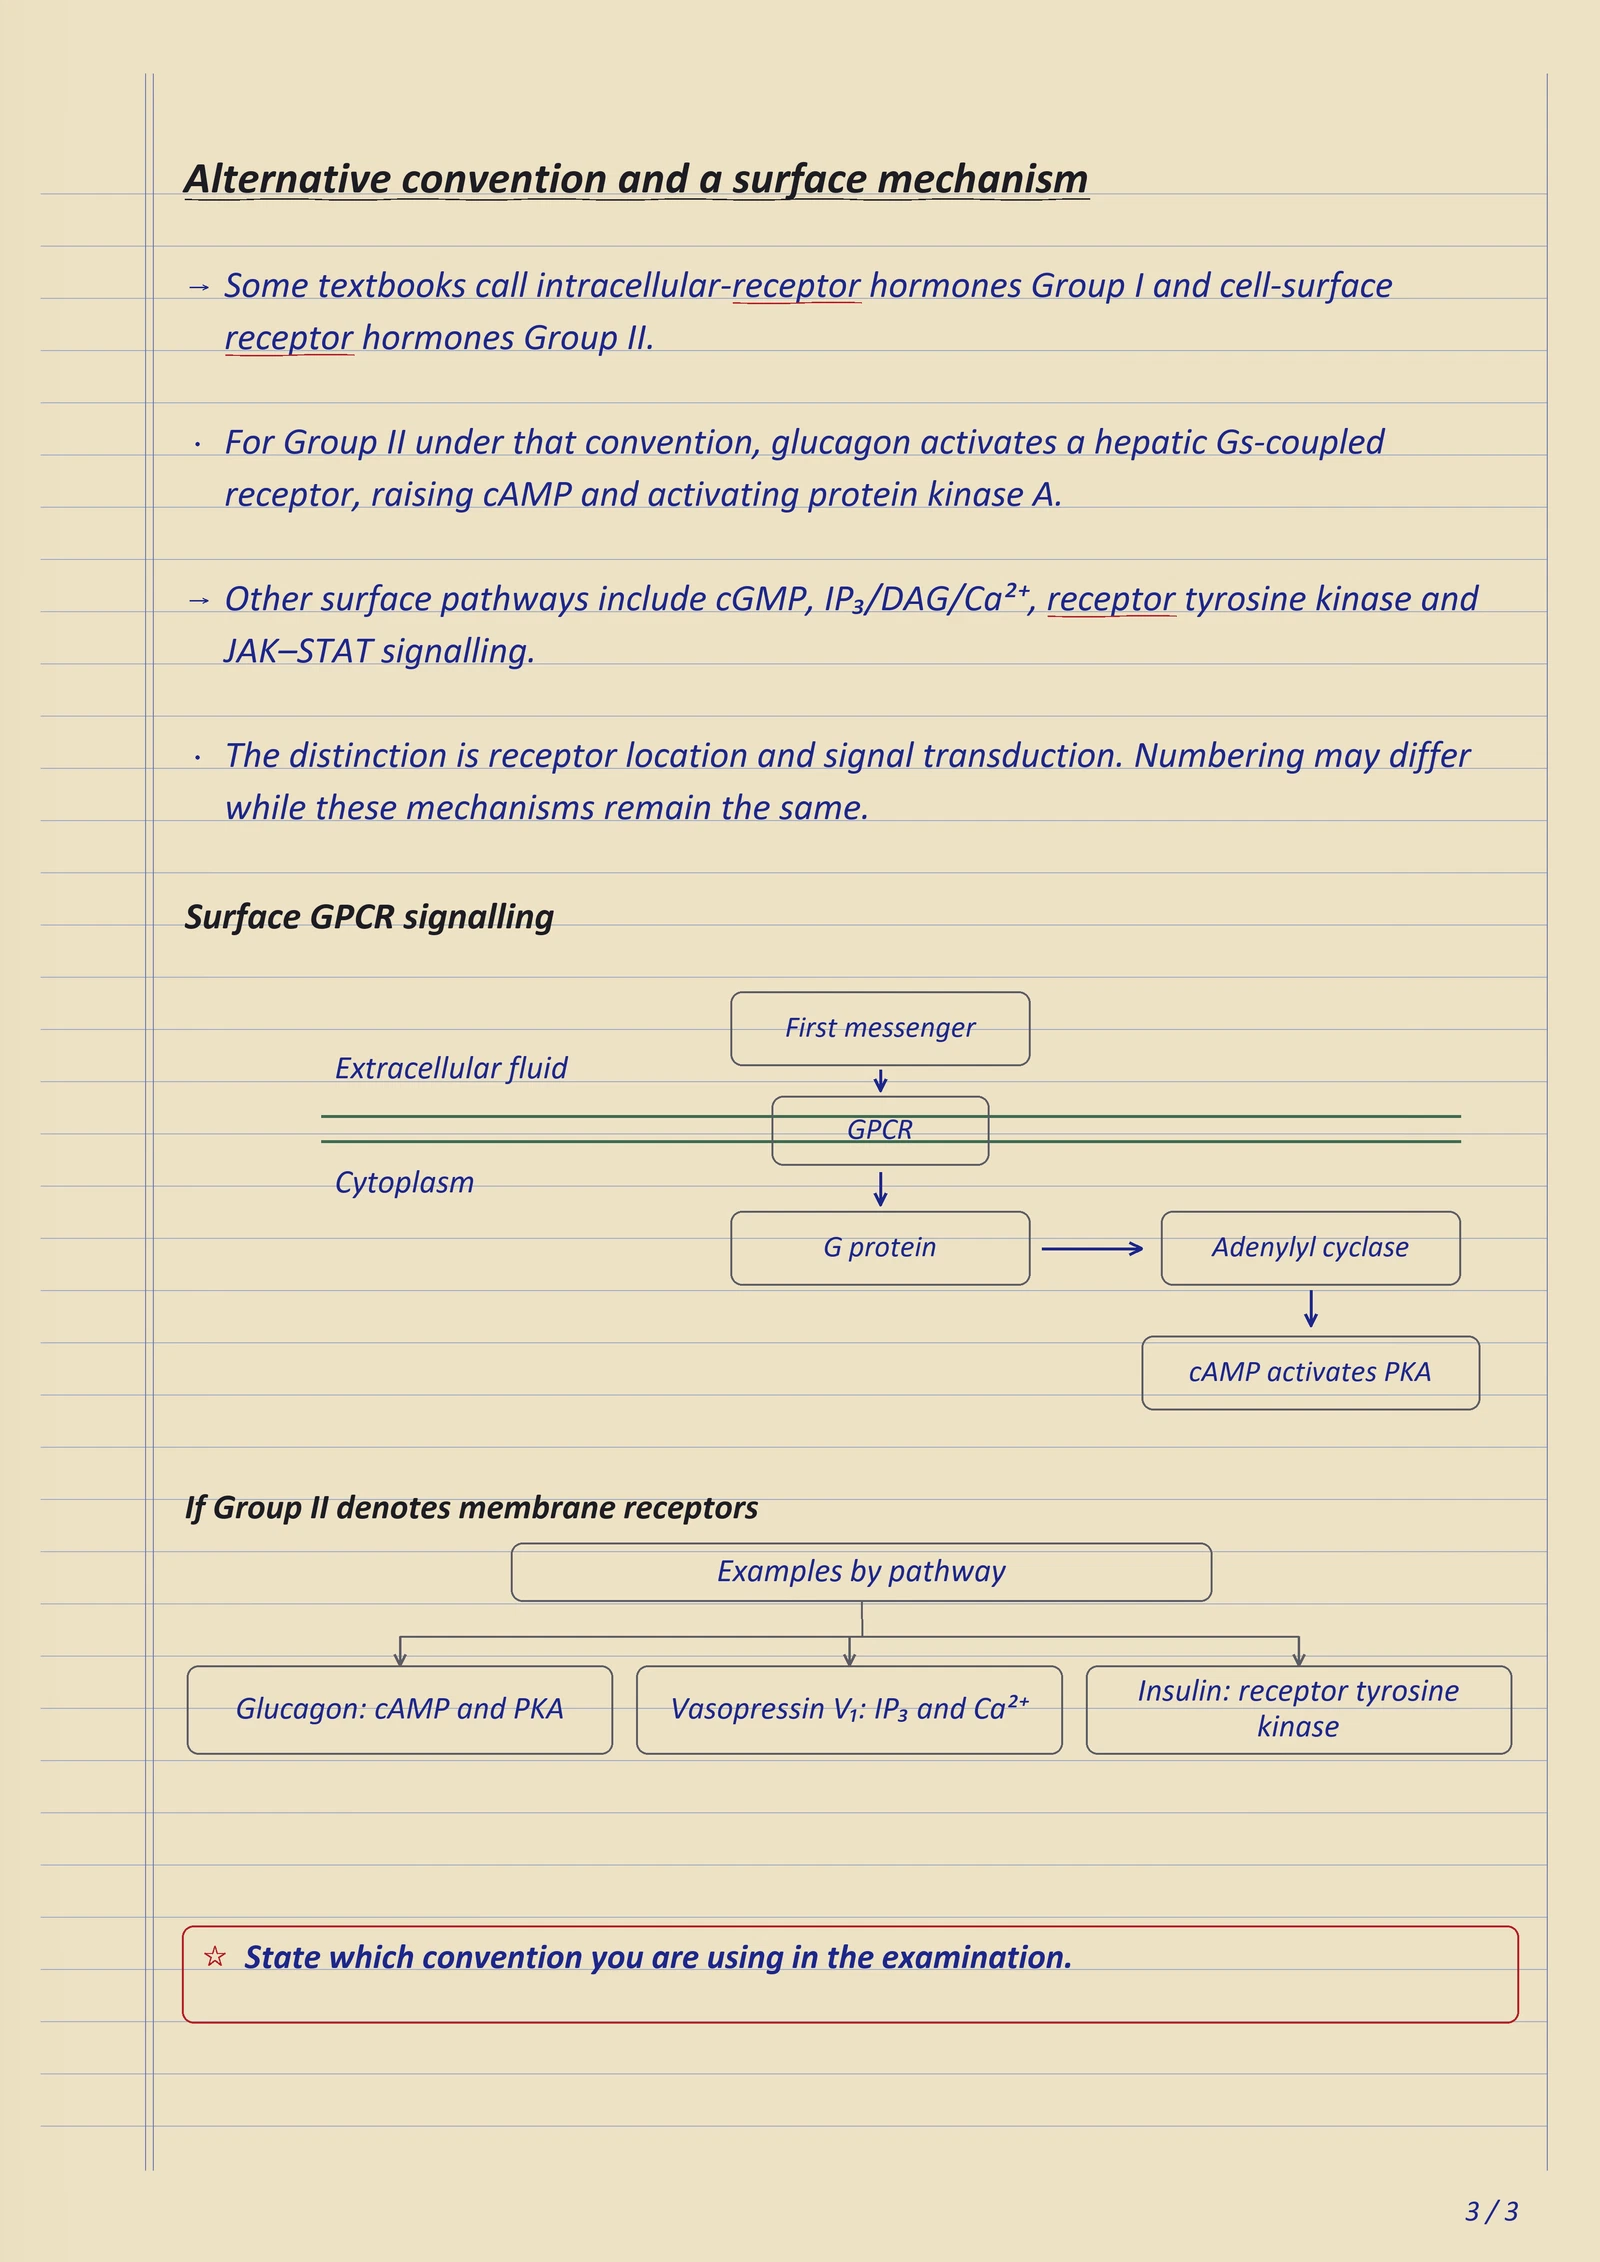 Alternative convention and a surface mechanism
→ Some textbooks call intracellular-receptor hormones Group I and cell-surface
receptor hormones Group II.
· For Group II under that convention, glucagon activates a hepatic Gs-coupled
receptor, raising cAMP and activating protein kinase A.
→ Other surface pathways include cGMP, IP₃/DAG/Ca²⁺, receptor tyrosine kinase and
JAK–STAT signalling.
· The distinction is receptor location and signal transduction. Numbering may differ
while these mechanisms remain the same.
Surface GPCR signalling
First messenger
Extracellular fluid
GPCR
Cytoplasm
G protein
Adenylyl cyclase
cAMP activates PKA
If Group II denotes membrane receptors
Examples by pathway
Glucagon: cAMP and PKA
Vasopressin V₁: IP₃ and Ca²⁺
Insulin: receptor tyrosine
kinase
☆ State which convention you are using in the examination.
3 / 3